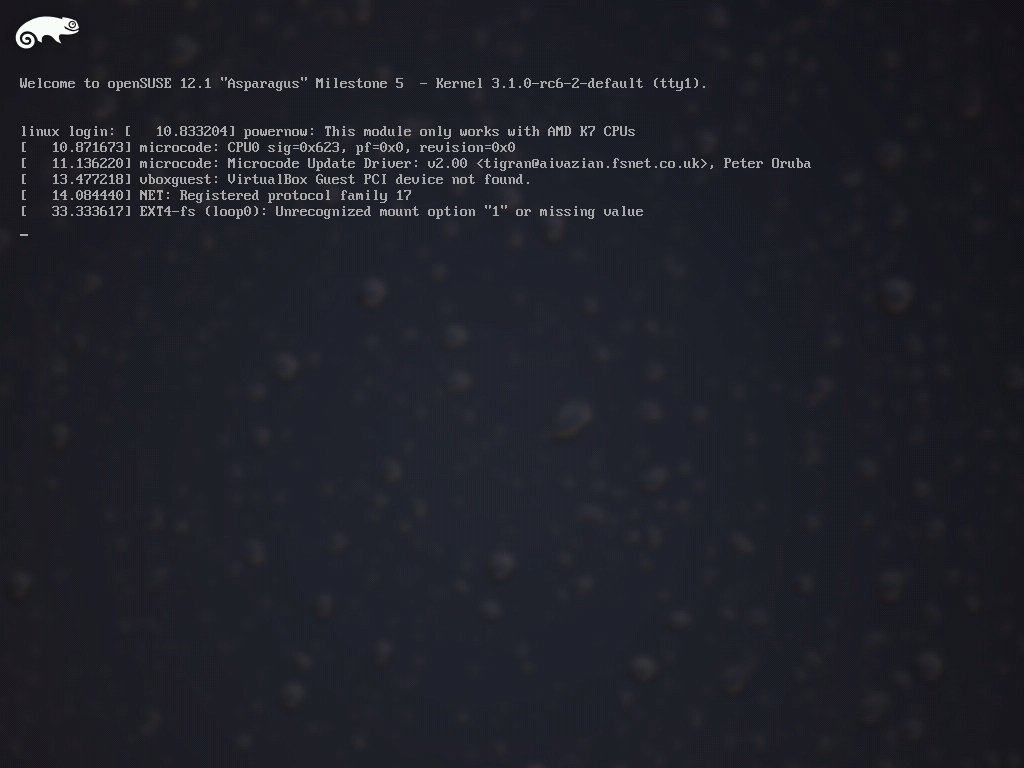 Welcome to openSUSE 12.1 "Asparagus" Milestone 5  - Kernel 3.1.0-rc6-2-default (tty1).
linux login: [   10.833204] powernow: This module only works with AMD K7 CPUs
[   10.871673] microcode: CPU0 sig=0x623, pf=0x0, revision=0x0
[   11.136220] microcode: Microcode Update Driver: v2.00 <tigran@aivazian.fsnet.co.uk>, Peter Oruba
[   13.477218] vboxguest: VirtualBox Guest PCI device not found.
[   14.084440] NET: Registered protocol family 17
[   33.333617] EXT4-fs (loop0): Unrecognized mount option "1" or missing value
_